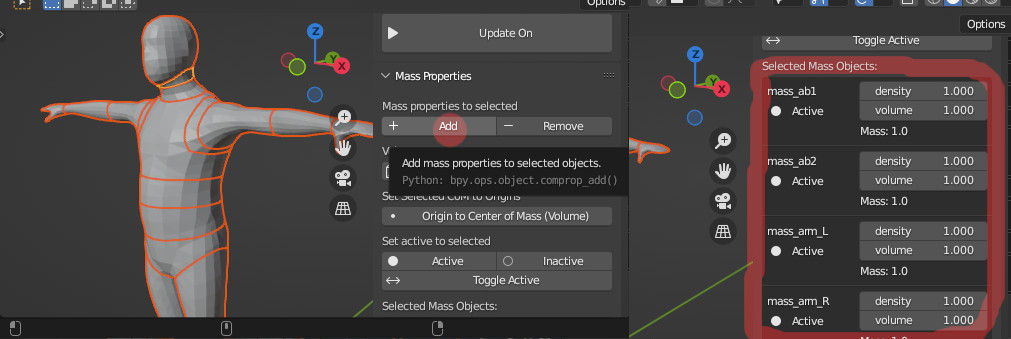 Options
Update On
Z
Y
X
Mass Properties
Mass properties to selected
+ Add
− Remove
Add mass properties to selected objects.
Python: bpy.ops.object.comprop_add()
Set Selected CoM to Origins
Origin to Center of Mass (Volume)
Set active to selected
Active
Inactive
Toggle Active
Selected Mass Objects:
Options
Toggle Active
Z
Y
X
Selected Mass Objects:
mass_ab1
density 1.000
Active
volume 1.000
Mass: 1.0
mass_ab2
density 1.000
Active
volume 1.000
Mass: 1.0
mass_arm_L
density 1.000
Active
volume 1.000
Mass: 1.0
mass_arm_R
density 1.000
Active
volume 1.000